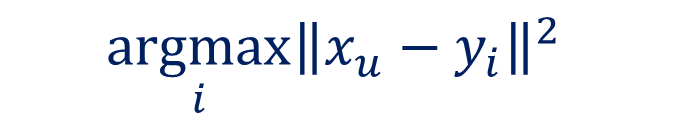 argmax‖x_u − y_i‖²
i